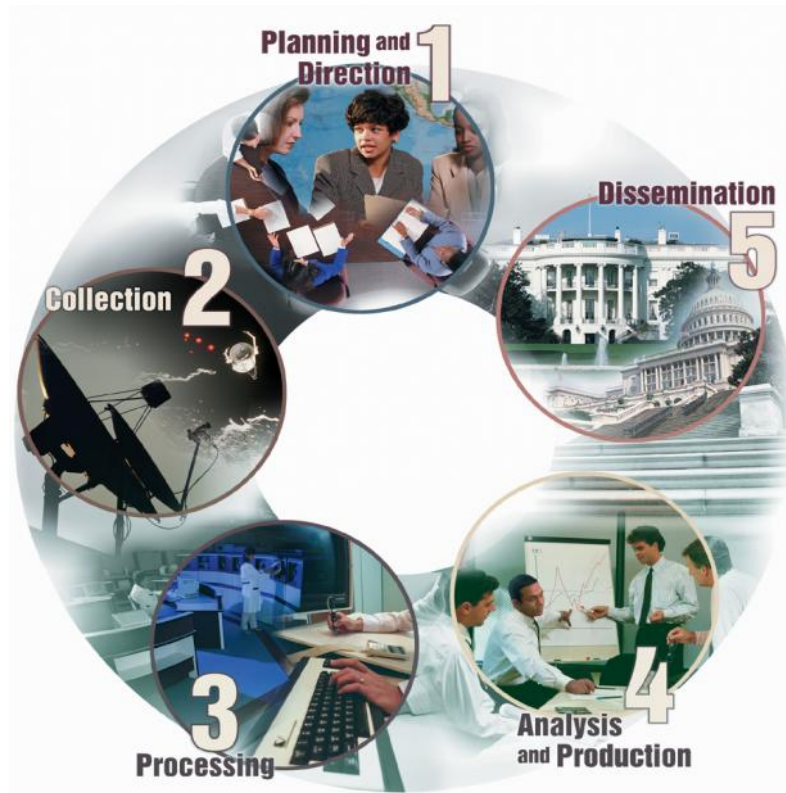 Planning and
Direction
1
Collection 2
3
Processing
4
Analysis
and Production
Dissemination
5